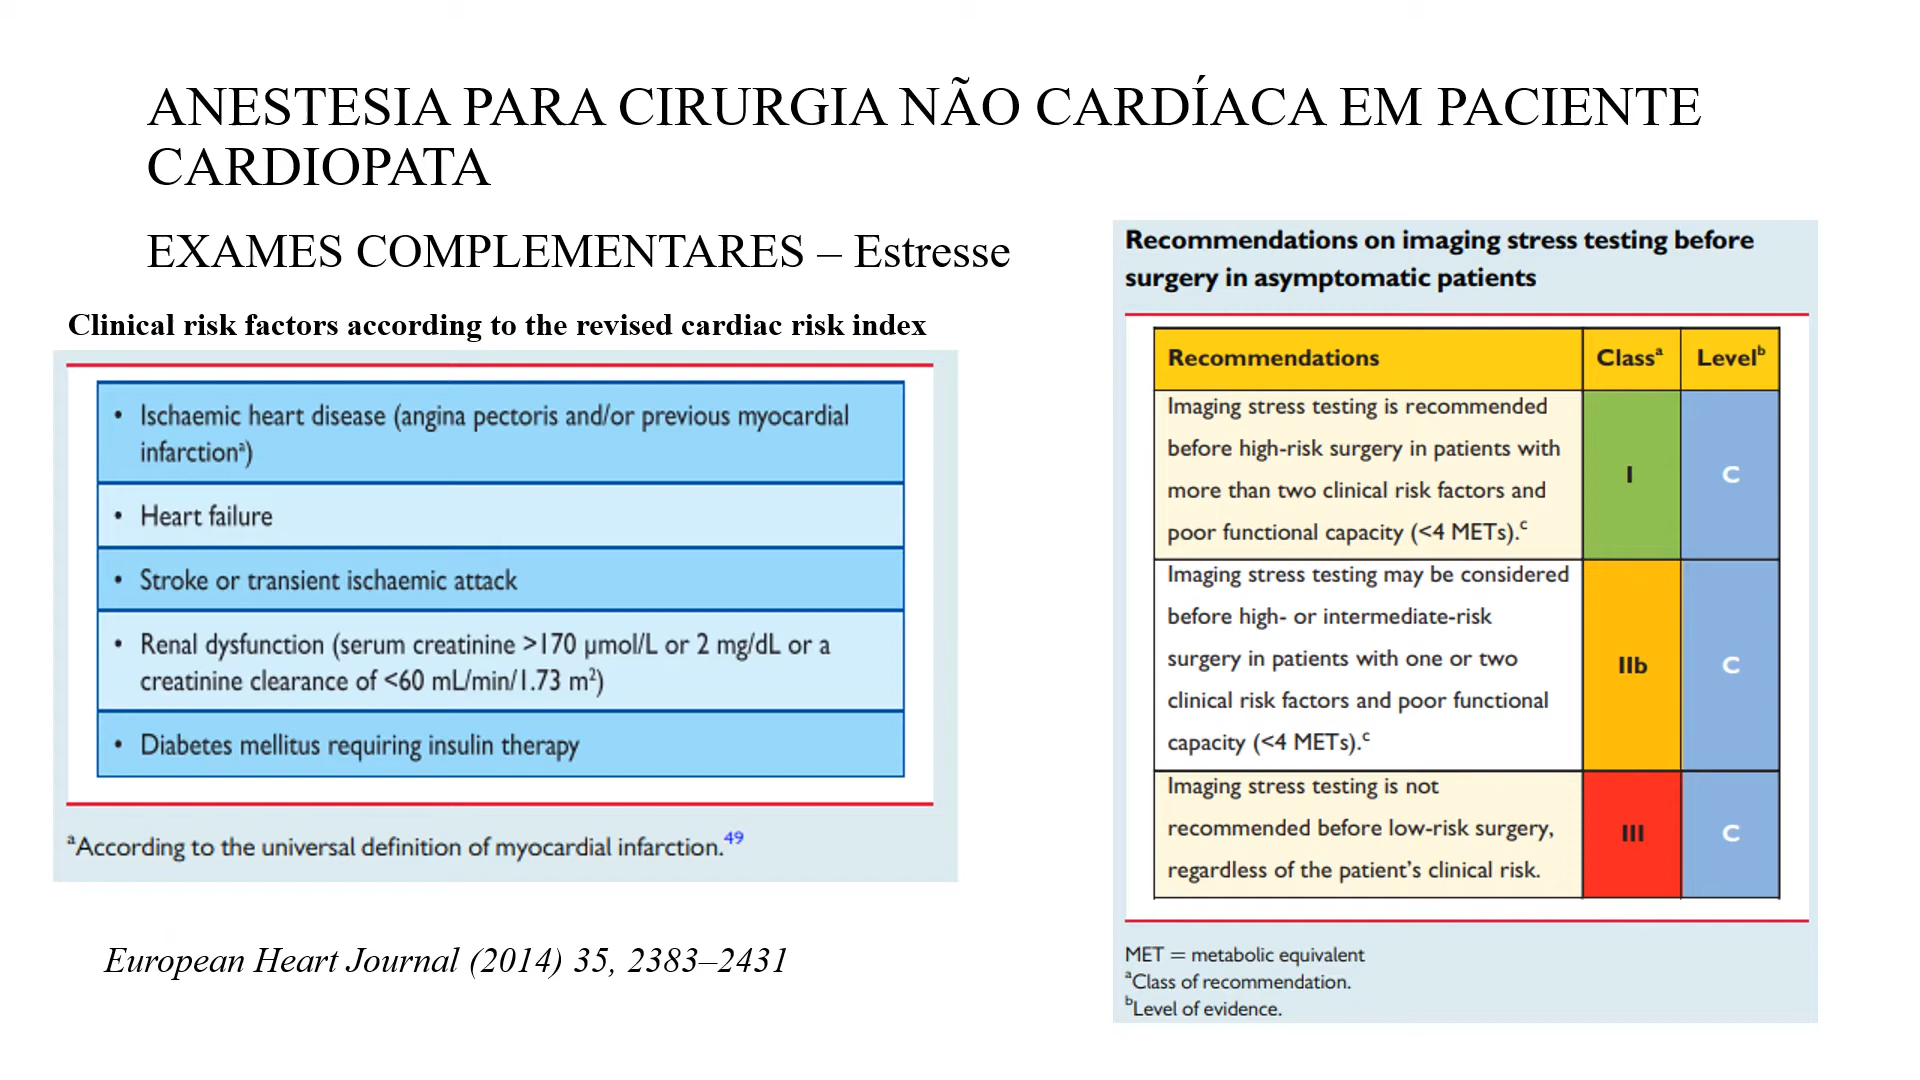 ANESTESIA PARA CIRURGIA NÃO CARDÍACA EM PACIENTE
CARDIOPATA
EXAMES COMPLEMENTARES – Estresse
Clinical risk factors according to the revised cardiac risk index
• Ischaemic heart disease (angina pectoris and/or previous myocardial
infarctionª)
• Heart failure
• Stroke or transient ischaemic attack
• Renal dysfunction (serum creatinine >170 µmol/L or 2 mg/dL or a
creatinine clearance of <60 mL/min/1.73 m²)
• Diabetes mellitus requiring insulin therapy
ªAccording to the universal definition of myocardial infarction.⁴⁹
European Heart Journal (2014) 35, 2383–2431
Recommendations on imaging stress testing before
surgery in asymptomatic patients
Recommendations Classª Levelᵇ
Imaging stress testing is recommended
before high-risk surgery in patients with
more than two clinical risk factors and
poor functional capacity (<4 METs).ᶜ
I C
Imaging stress testing may be considered
before high- or intermediate-risk
surgery in patients with one or two
clinical risk factors and poor functional
capacity (<4 METs).ᶜ
IIb C
Imaging stress testing is not
recommended before low-risk surgery,
regardless of the patient’s clinical risk.
III C
MET = metabolic equivalent
ªClass of recommendation.
ᵇLevel of evidence.